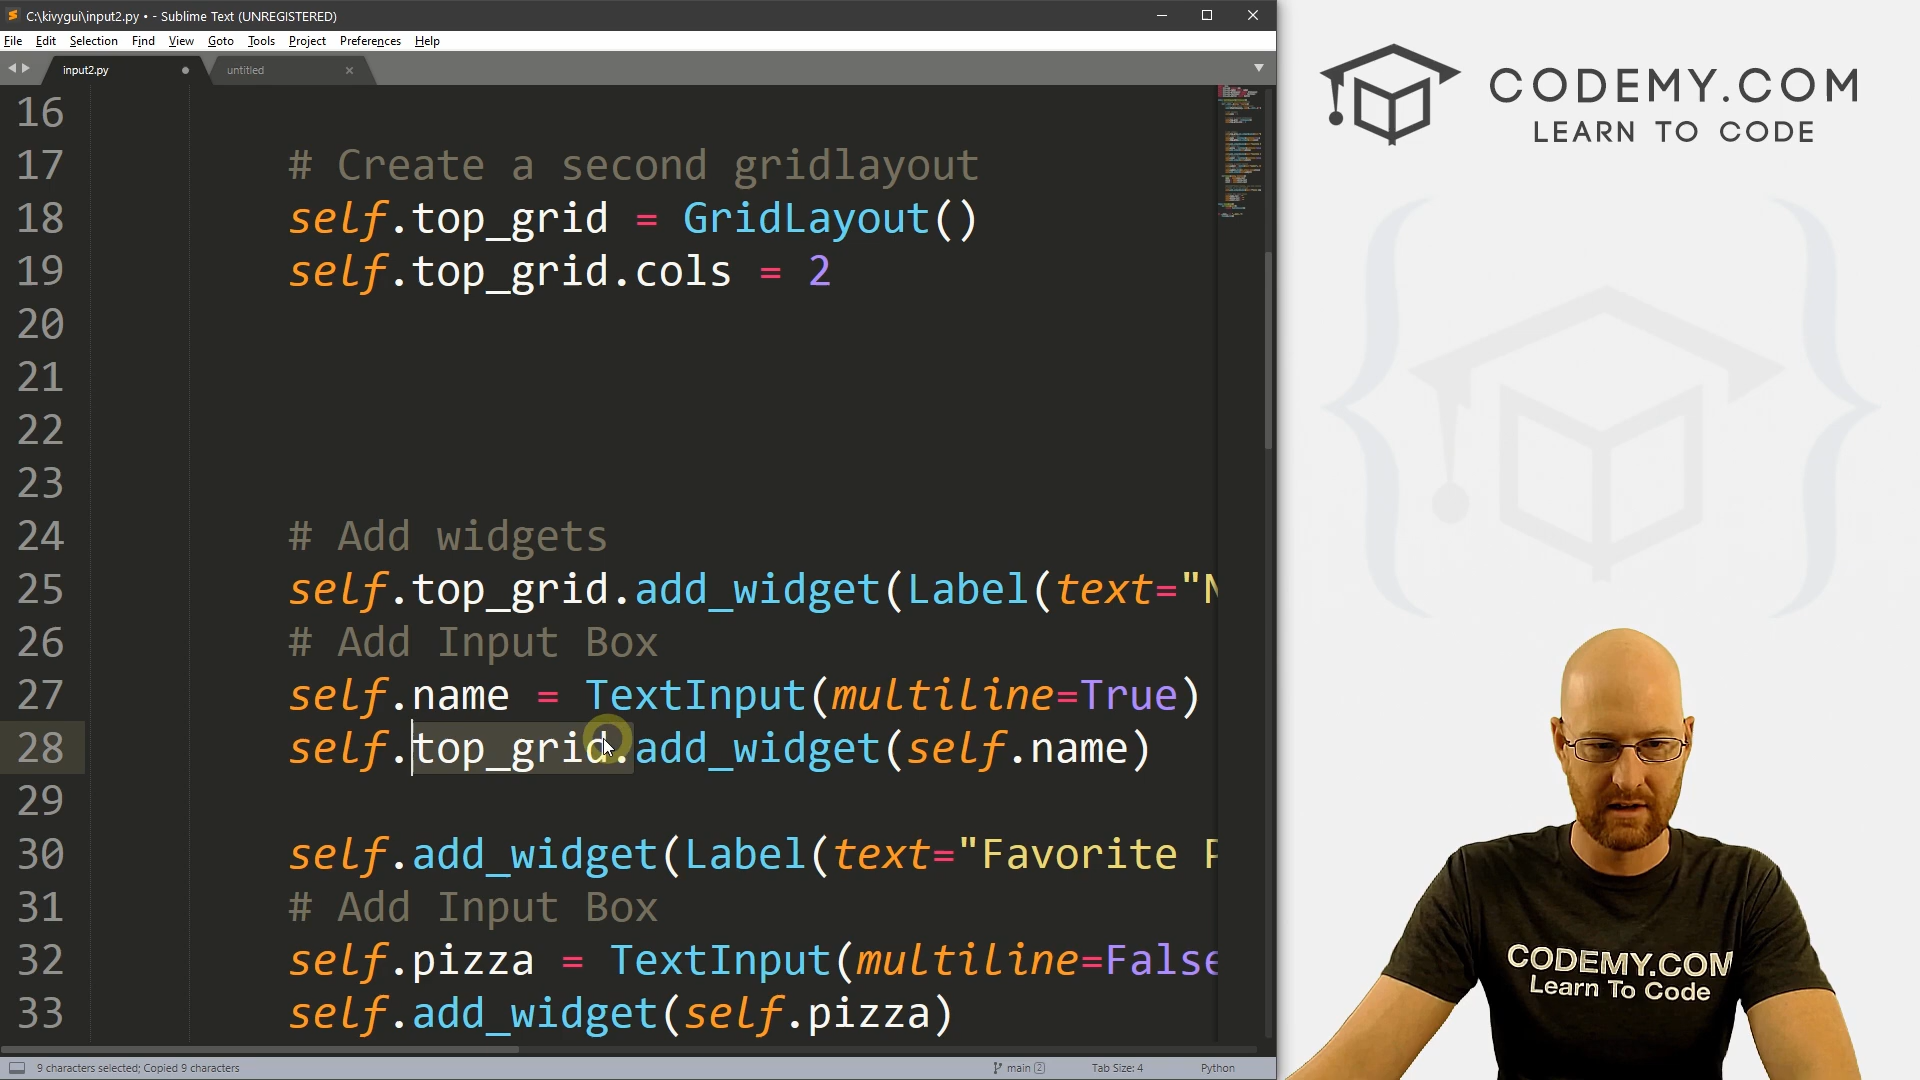 C:\kivygui\input2.py • - Sublime Text (UNREGISTERED)
File Edit Selection Find View Goto Tools Project Preferences Help
input2.py
untitled
16
17 # Create a second gridlayout
18 self.top_grid = GridLayout()
19 self.top_grid.cols = 2
20
21
22
23
24 # Add widgets
25 self.top_grid.add_widget(Label(text="N
26 # Add Input Box
27 self.name = TextInput(multiline=True)
28 self.top_grid.add_widget(self.name)
29
30 self.add_widget(Label(text="Favorite P
31 # Add Input Box
32 self.pizza = TextInput(multiline=False
33 self.add_widget(self.pizza)
9 characters selected; Copied 9 characters
main 2
Tab Size: 4
Python
CODEMY.COM
LEARN TO CODE
CODEMY.COM
Learn To Code